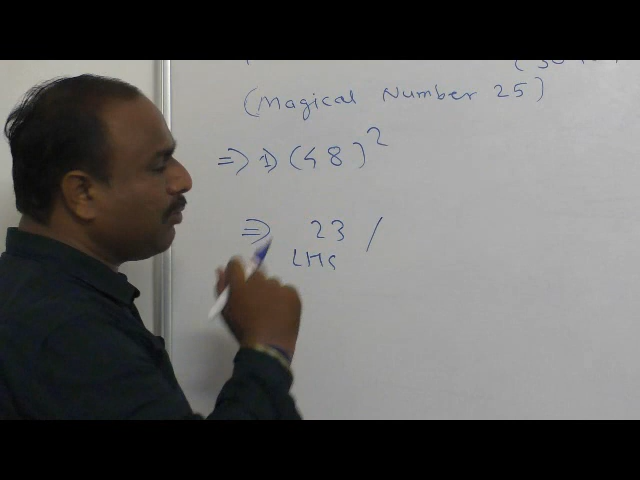 (Magical Number 25)
=> 1) (48)²
=> 23 /
LHS